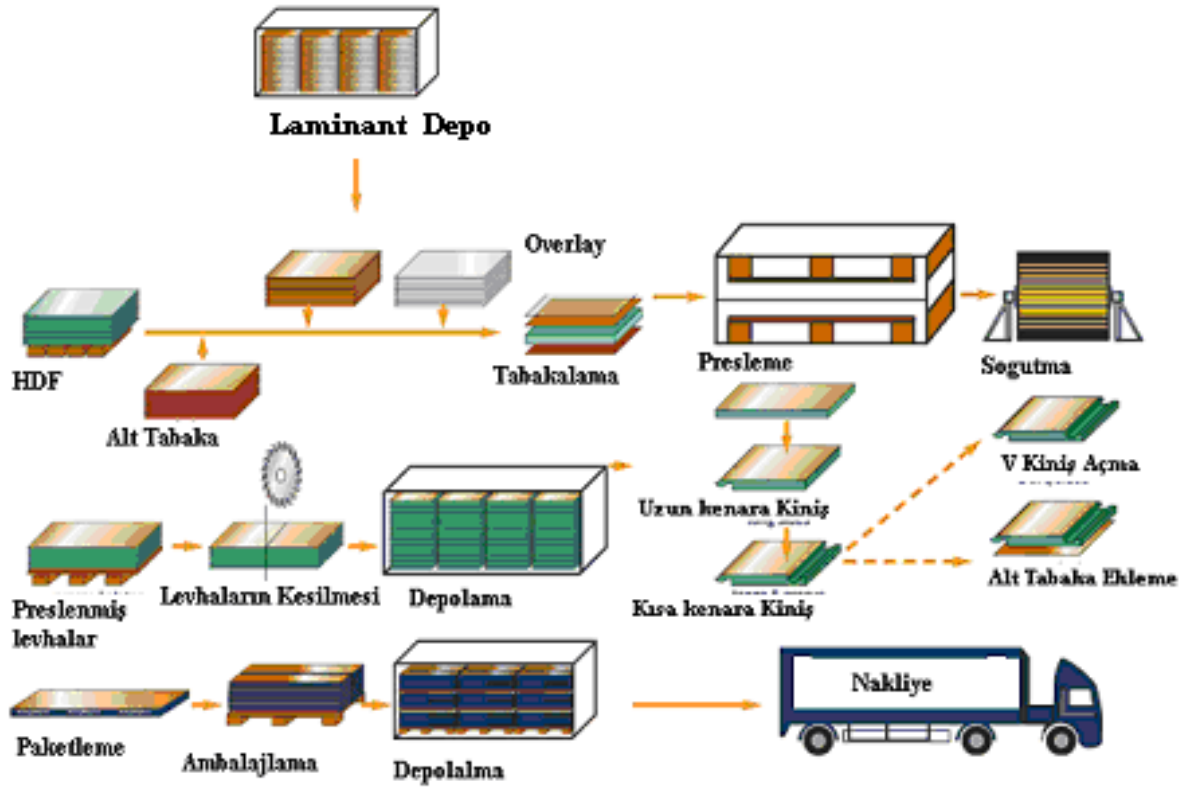 Laminant Depo
Overlay
HDF
Alt Tabaka
Tabakalama
Presleme
Sogutma
Uzun kenara Kiniş
Kısa kenara Kiniş
V Kiniş Açma
Alt Tabaka Ekleme
Preslenmiş
levhalar
Levhaların Kesilmesi
Depolama
Paketleme
Ambalajlama
Depolalma
Nakliye